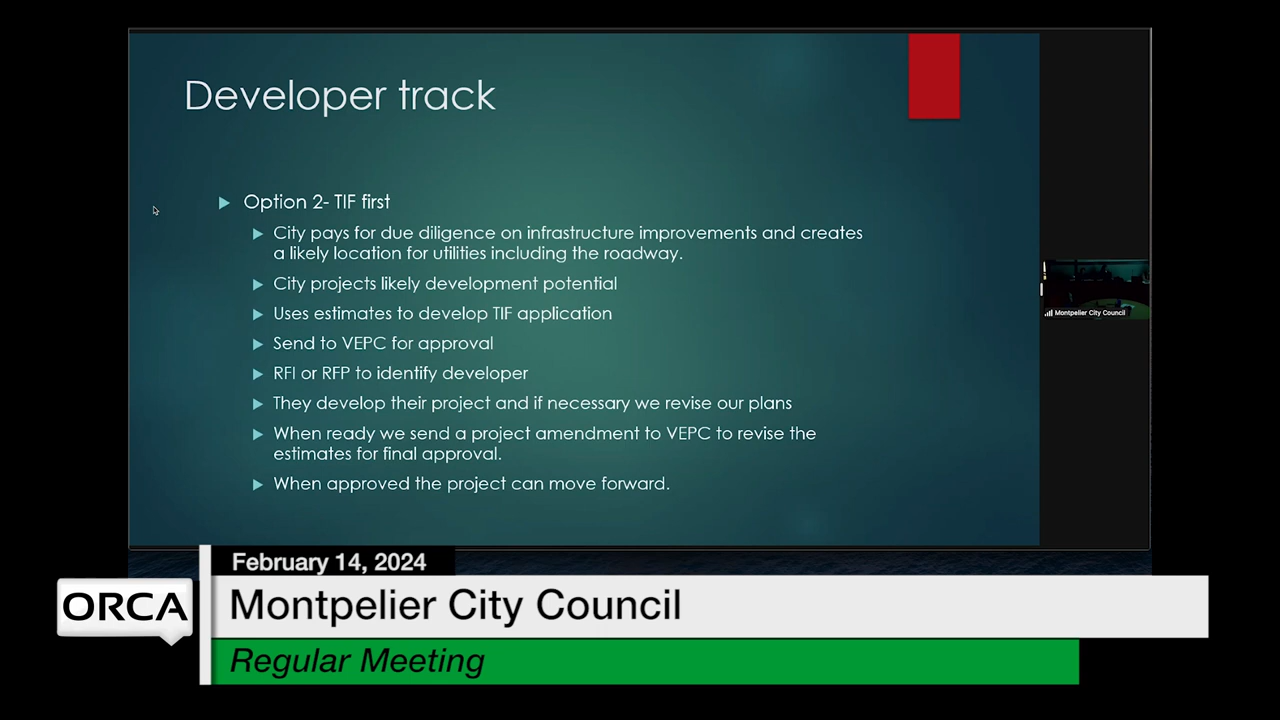 Developer track
Option 2- TIF first
City pays for due diligence on infrastructure improvements and creates
a likely location for utilities including the roadway.
City projects likely development potential
Uses estimates to develop TIF application
Send to VEPC for approval
RFI or RFP to identify developer
They develop their project and if necessary we revise our plans
When ready we send a project amendment to VEPC to revise the
estimates for final approval.
When approved the project can move forward.
Montpelier City Council
February 14, 2024
ORCA
Montpelier City Council
Regular Meeting